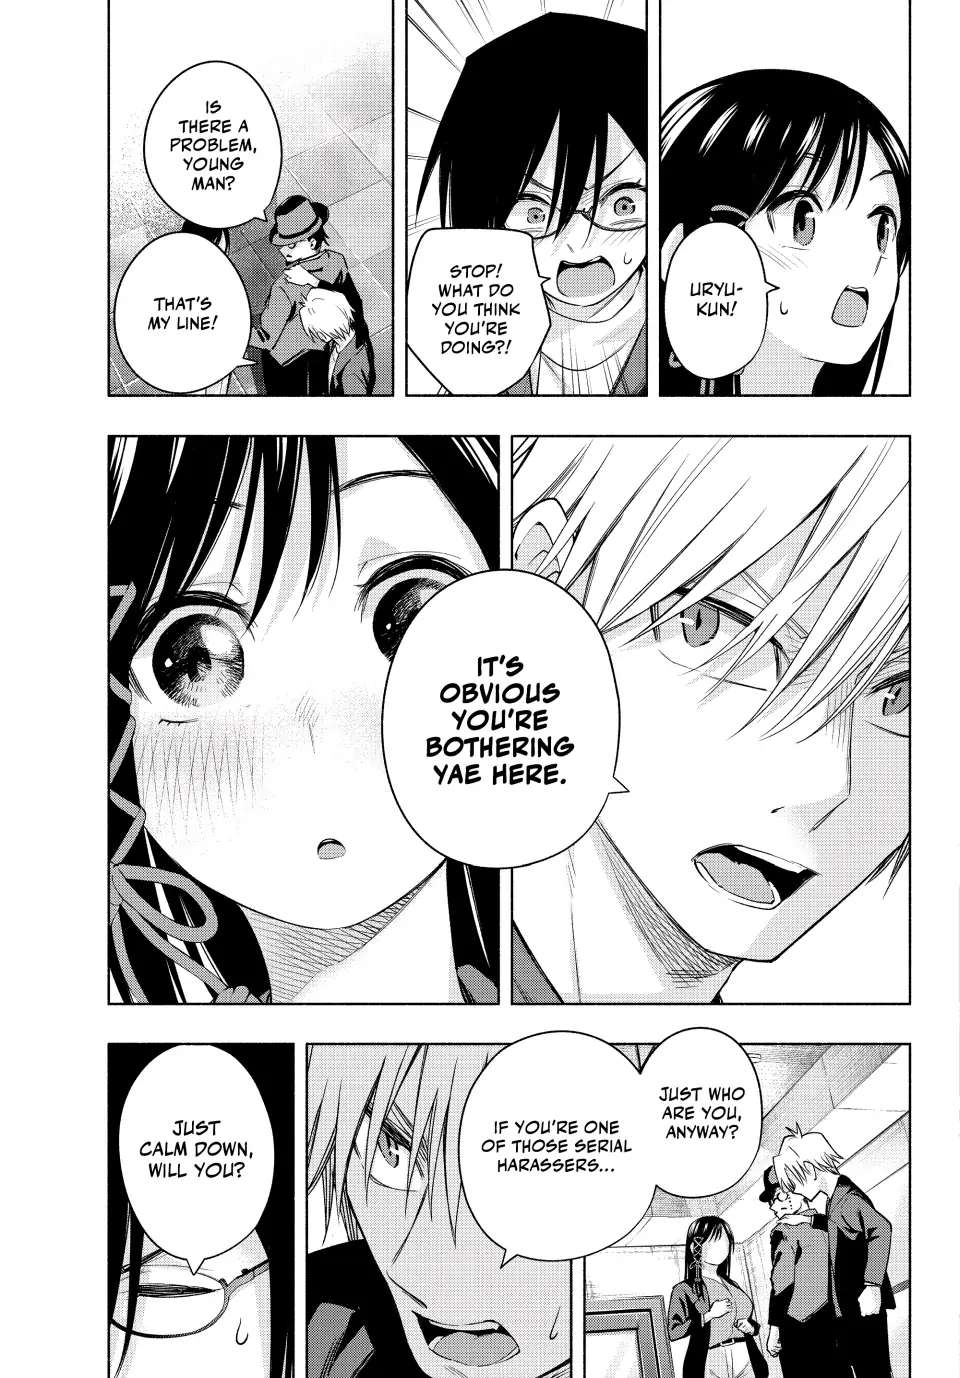 URYU-
KUN!
STOP!
WHAT DO
YOU THINK
YOU'RE
DOING?!
IS
THERE A
PROBLEM,
YOUNG
MAN?
THAT'S
MY LINE!
IT'S
OBVIOUS
YOU'RE
BOTHERING
YAE HERE.
JUST WHO
ARE YOU,
ANYWAY?
IF YOU'RE ONE
OF THOSE SERIAL
HARASSERS...
JUST
CALM DOWN,
WILL YOU?